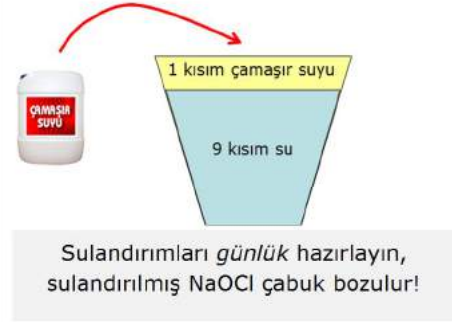 1 kısım çamaşır suyu
ÇAMAŞIR
SUYU
9 kısım su
Sulandırımları günlük hazırlayın,
sulandırılmış NaOCl çabuk bozulur!